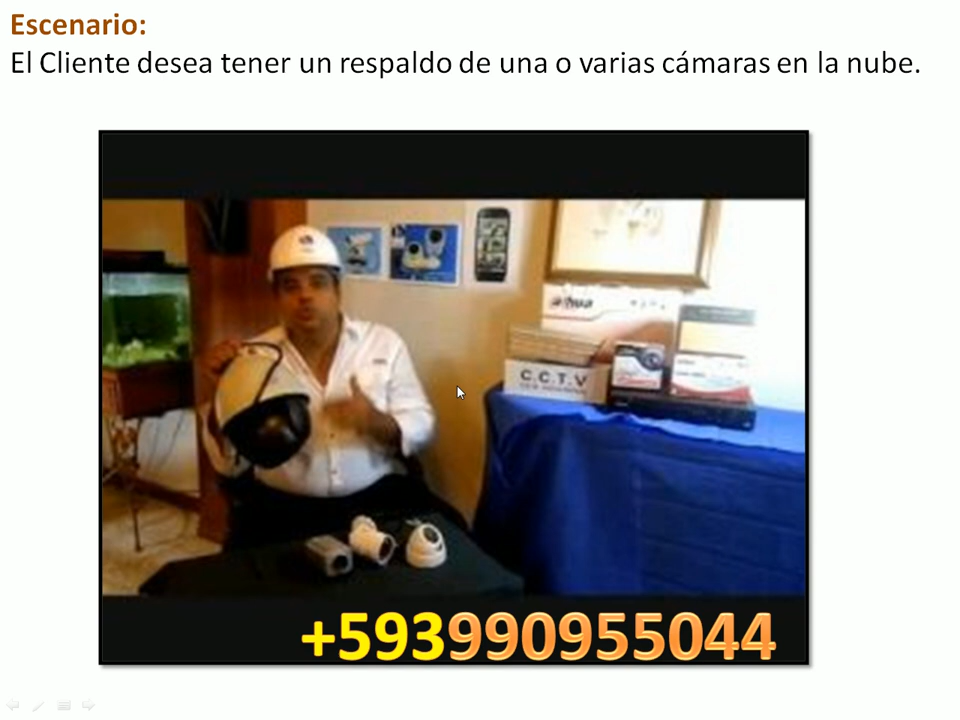 Escenario:
El Cliente desea tener un respaldo de una o varias cámaras en la nube.
alhua
C.C.T.V
+593990955044